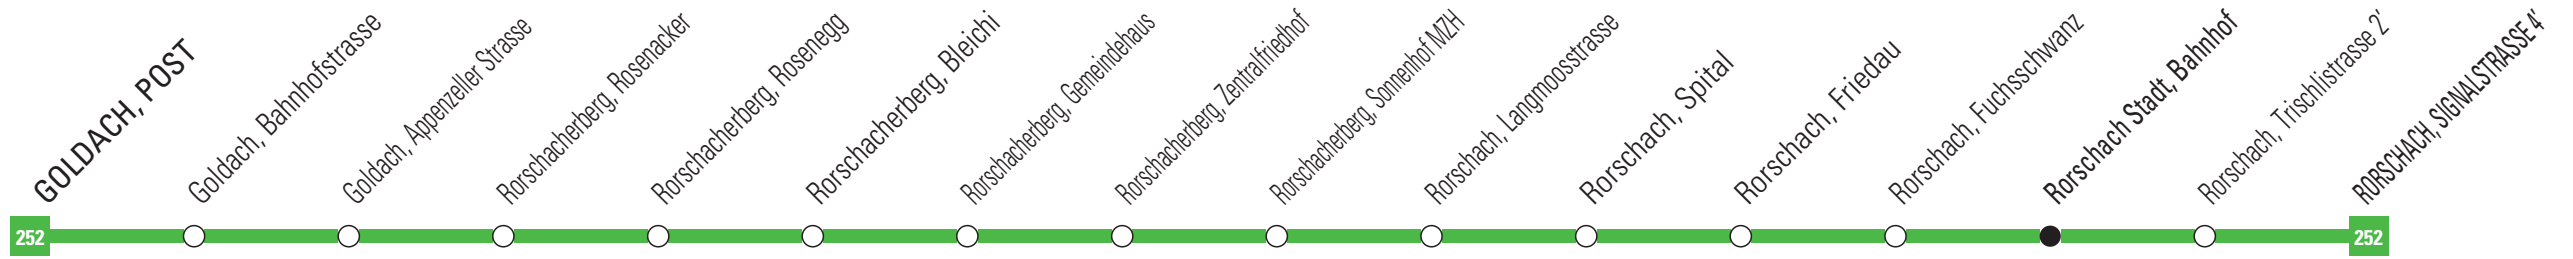 GOLDACH, POST
Goldach, Bahnhofstrasse
Goldach, Appenzeller Strasse
Rorschacherberg, Rosenacker
Rorschacherberg, Rosenegg
Rorschacherberg, Bleichi
Rorschacherberg, Gemeindehaus
Rorschacherberg, Zentralfriedhof
Rorschacherberg, Sonnenhof MZH
Rorschach, Langmoosstrasse
Rorschach, Spital
Rorschach, Friedau
Rorschach, Fuchsschwanz
Rorschach Stadt, Bahnhof
Rorschach, Trischlistrasse 2'
RORSCHACH, SIGNALSTRASSE 4'
252
252